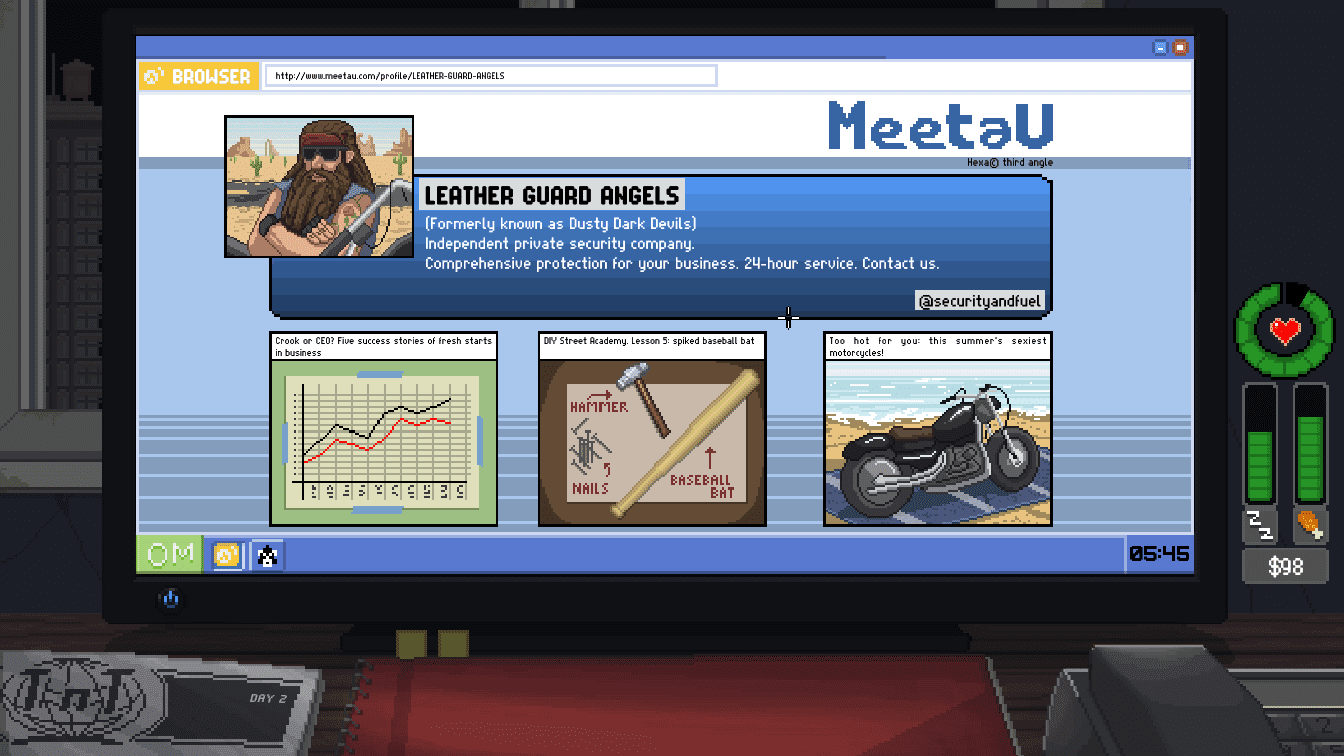 BROWSER
http://www.meetau.com/profile/LEATHER-GUARD-ANGELS
MeetaU
Hexa© third angle
LEATHER GUARD ANGELS
(Formerly known as Dusty Dark Devils)
Independent private security company.
Comprehensive protection for your business. 24-hour service. Contact us.
@securityandfuel
Crook or CEO? Five success stories of fresh starts
in business
DIY Street Academy. Lesson 5: spiked baseball bat
HAMMER
NAILS
BASEBALL
BAT
Too hot for you: this summer's sexiest
motorcycles!
OM
05:45
$98
TnT
DAY 2